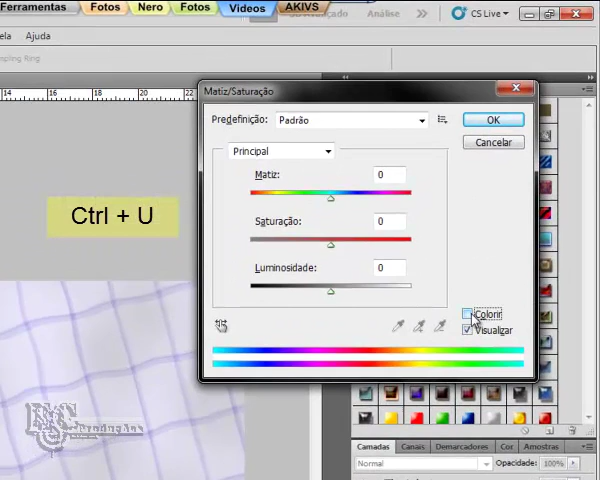 Ferramentas Fotos Nero Fotos Videos AKIVS
Análise >> CS Live
Ajuda
14 16 18 20 22
Matiz/Saturação
Predefinição: Padrão OK
Cancelar
Principal
Matiz: 0
Saturação: 0
Luminosidade: 0
Colorir
Visualizar
Ctrl + U
Produções
Camadas Canais Demarcadores Cor Amostras
Normal Opacidade: 100%